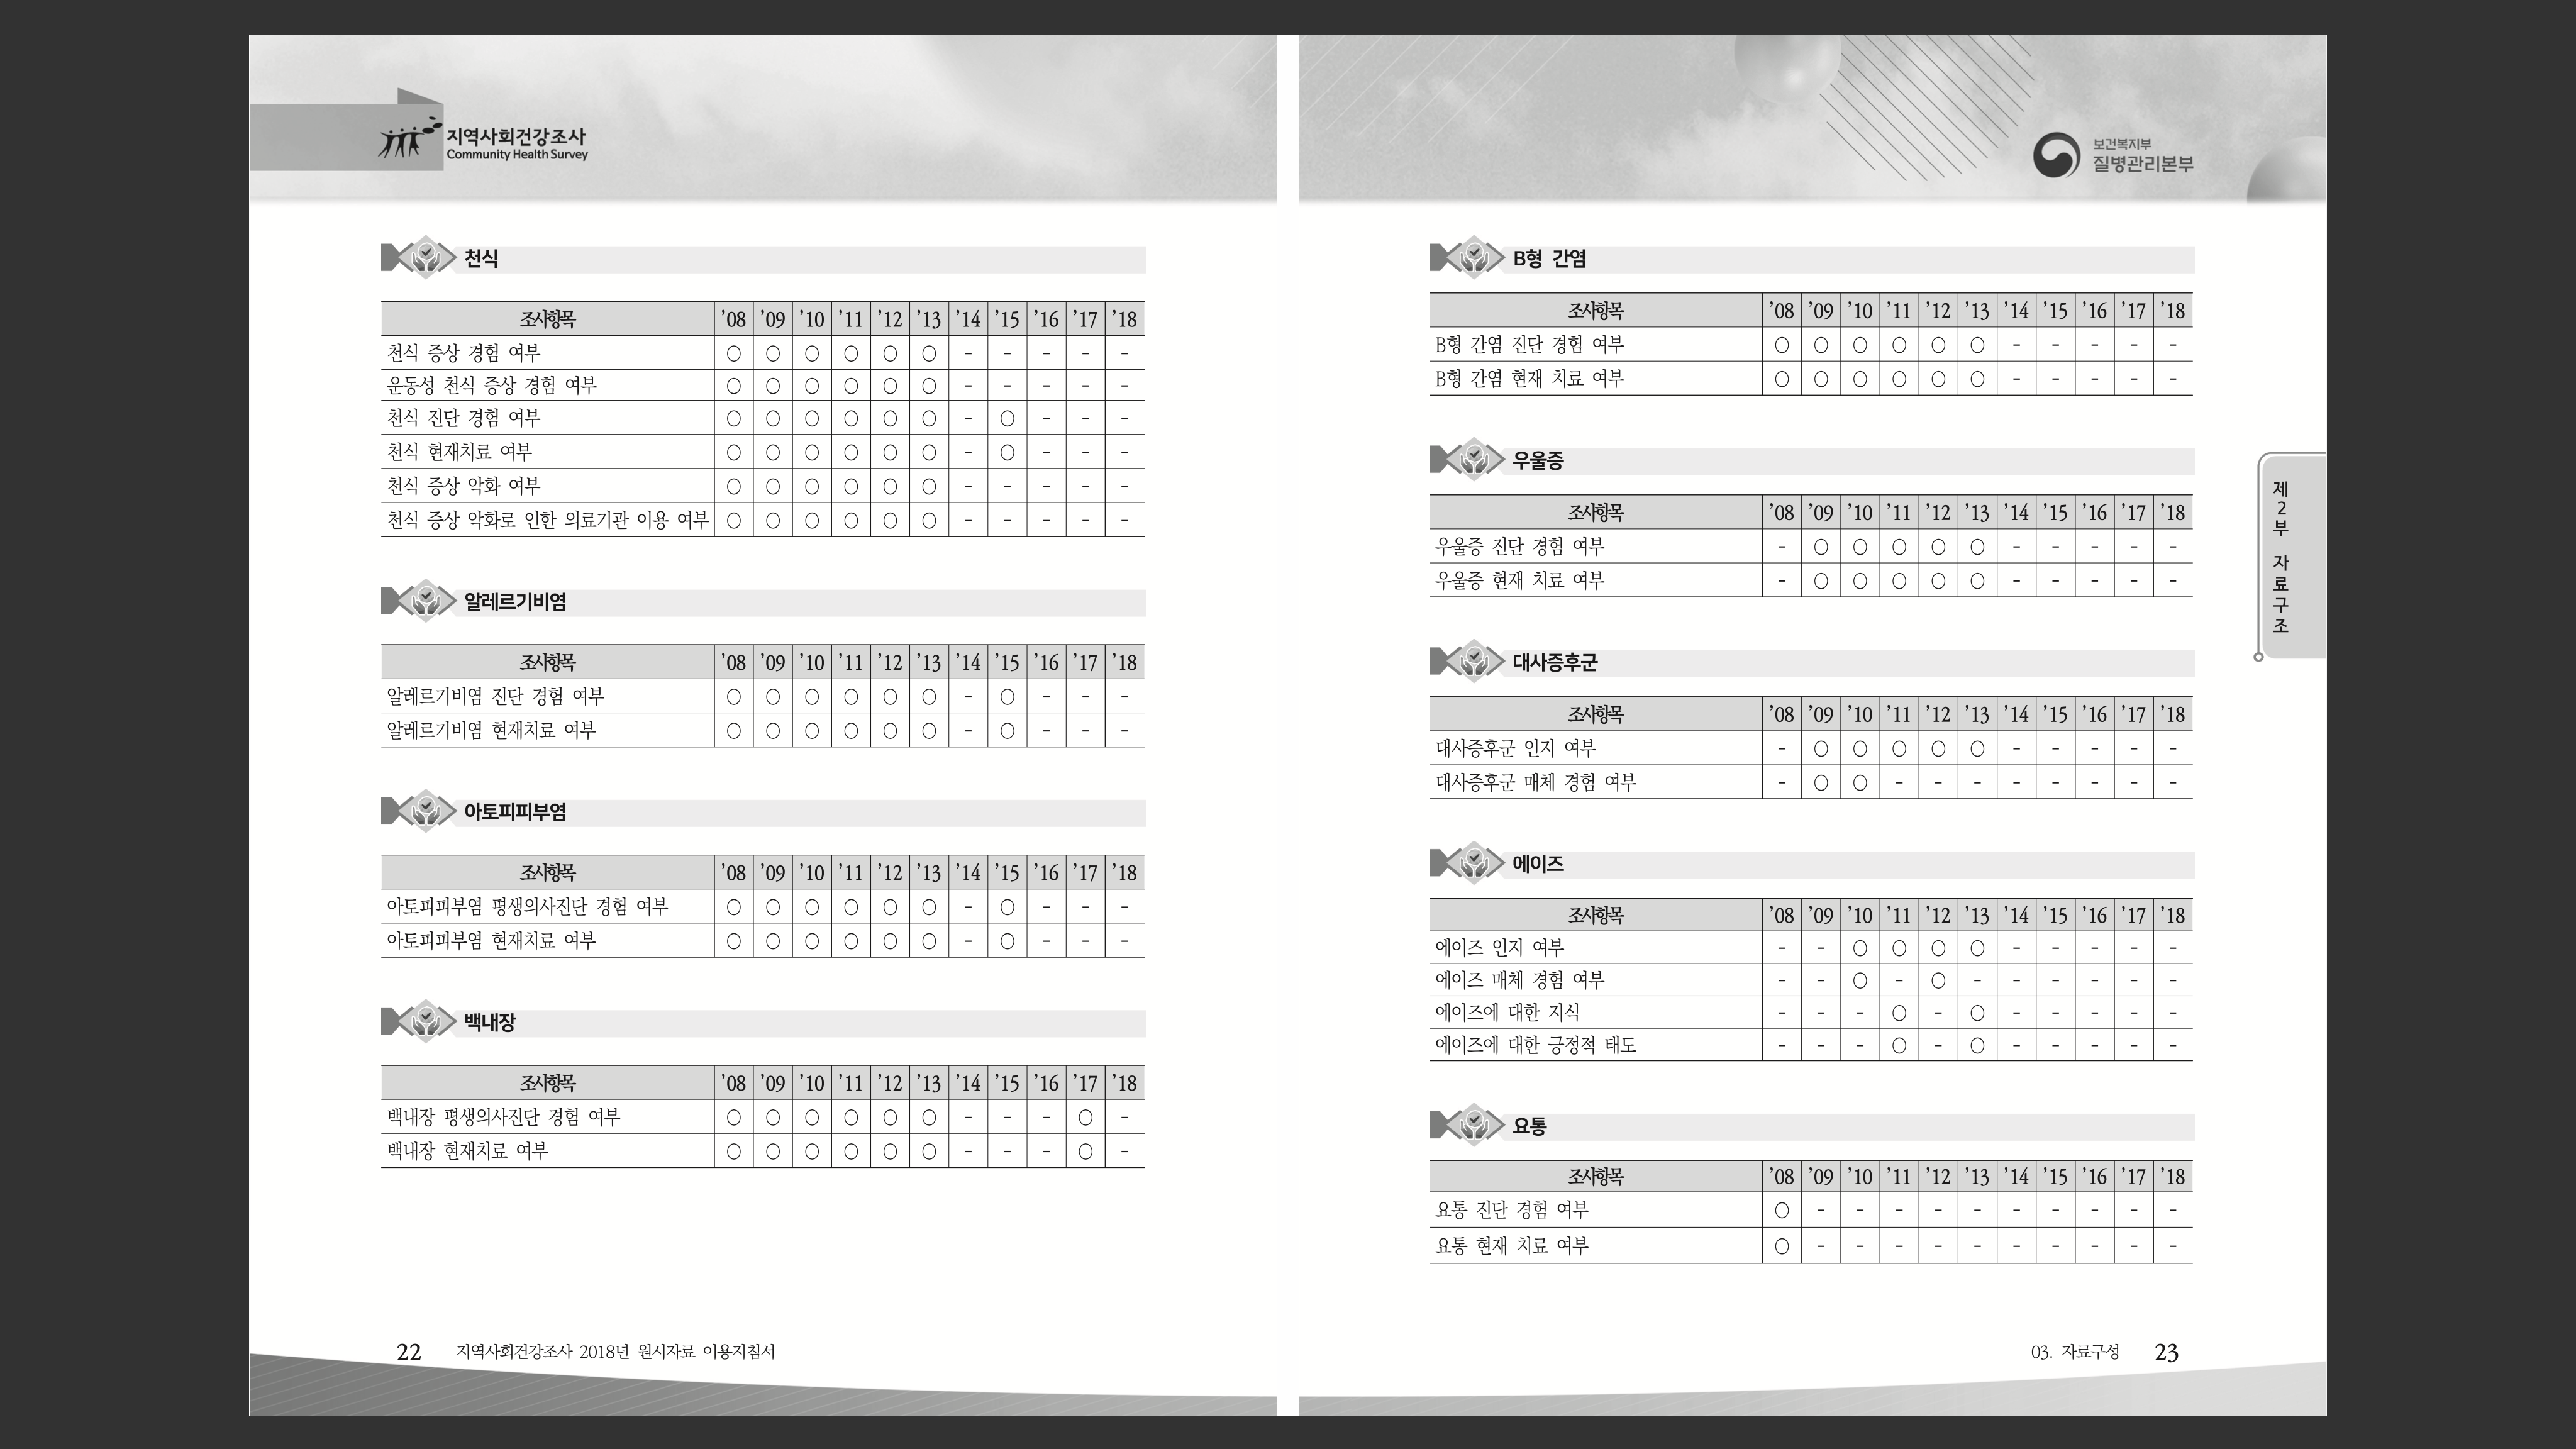 지역사회건강조사
Community Health Survey
천식
조사항목 ’08 ’09 ’10 ’11 ’12 ’13 ’14 ’15 ’16 ’17 ’18
천식 증상 경험 여부 ○ ○ ○ ○ ○ ○ - - - - -
운동성 천식 증상 경험 여부 ○ ○ ○ ○ ○ ○ - - - - -
천식 진단 경험 여부 ○ ○ ○ ○ ○ ○ - ○ - - -
천식 현재치료 여부 ○ ○ ○ ○ ○ ○ - ○ - - -
천식 증상 악화 여부 ○ ○ ○ ○ ○ ○ - - - - -
천식 증상 악화로 인한 의료기관 이용 여부 ○ ○ ○ ○ ○ ○ - - - - -
알레르기비염
조사항목 ’08 ’09 ’10 ’11 ’12 ’13 ’14 ’15 ’16 ’17 ’18
알레르기비염 진단 경험 여부 ○ ○ ○ ○ ○ ○ - ○ - - -
알레르기비염 현재치료 여부 ○ ○ ○ ○ ○ ○ - ○ - - -
아토피피부염
조사항목 ’08 ’09 ’10 ’11 ’12 ’13 ’14 ’15 ’16 ’17 ’18
아토피피부염 평생의사진단 경험 여부 ○ ○ ○ ○ ○ ○ - ○ - - -
아토피피부염 현재치료 여부 ○ ○ ○ ○ ○ ○ - ○ - - -
백내장
조사항목 ’08 ’09 ’10 ’11 ’12 ’13 ’14 ’15 ’16 ’17 ’18
백내장 평생의사진단 경험 여부 ○ ○ ○ ○ ○ ○ - - - ○ -
백내장 현재치료 여부 ○ ○ ○ ○ ○ ○ - - - ○ -
22 지역사회건강조사 2018년 원시자료 이용지침서
보건복지부
질병관리본부
B형 간염
조사항목 ’08 ’09 ’10 ’11 ’12 ’13 ’14 ’15 ’16 ’17 ’18
B형 간염 진단 경험 여부 ○ ○ ○ ○ ○ ○ - - - - -
B형 간염 현재 치료 여부 ○ ○ ○ ○ ○ ○ - - - - -
우울증
조사항목 ’08 ’09 ’10 ’11 ’12 ’13 ’14 ’15 ’16 ’17 ’18
우울증 진단 경험 여부 - ○ ○ ○ ○ ○ - - - - -
우울증 현재 치료 여부 - ○ ○ ○ ○ ○ - - - - -
대사증후군
조사항목 ’08 ’09 ’10 ’11 ’12 ’13 ’14 ’15 ’16 ’17 ’18
대사증후군 인지 여부 - ○ ○ ○ ○ ○ - - - - -
대사증후군 매체 경험 여부 - ○ ○ - - - - - - - -
에이즈
조사항목 ’08 ’09 ’10 ’11 ’12 ’13 ’14 ’15 ’16 ’17 ’18
에이즈 인지 여부 - - ○ ○ ○ ○ - - - - -
에이즈 매체 경험 여부 - - ○ - ○ - - - - - -
에이즈에 대한 지식 - - - ○ - ○ - - - - -
에이즈에 대한 긍정적 태도 - - - ○ - ○ - - - - -
요통
조사항목 ’08 ’09 ’10 ’11 ’12 ’13 ’14 ’15 ’16 ’17 ’18
요통 진단 경험 여부 ○ - - - - - - - - - -
요통 현재 치료 여부 ○ - - - - - - - - - -
제2부 자료구조
03. 자료구성 23